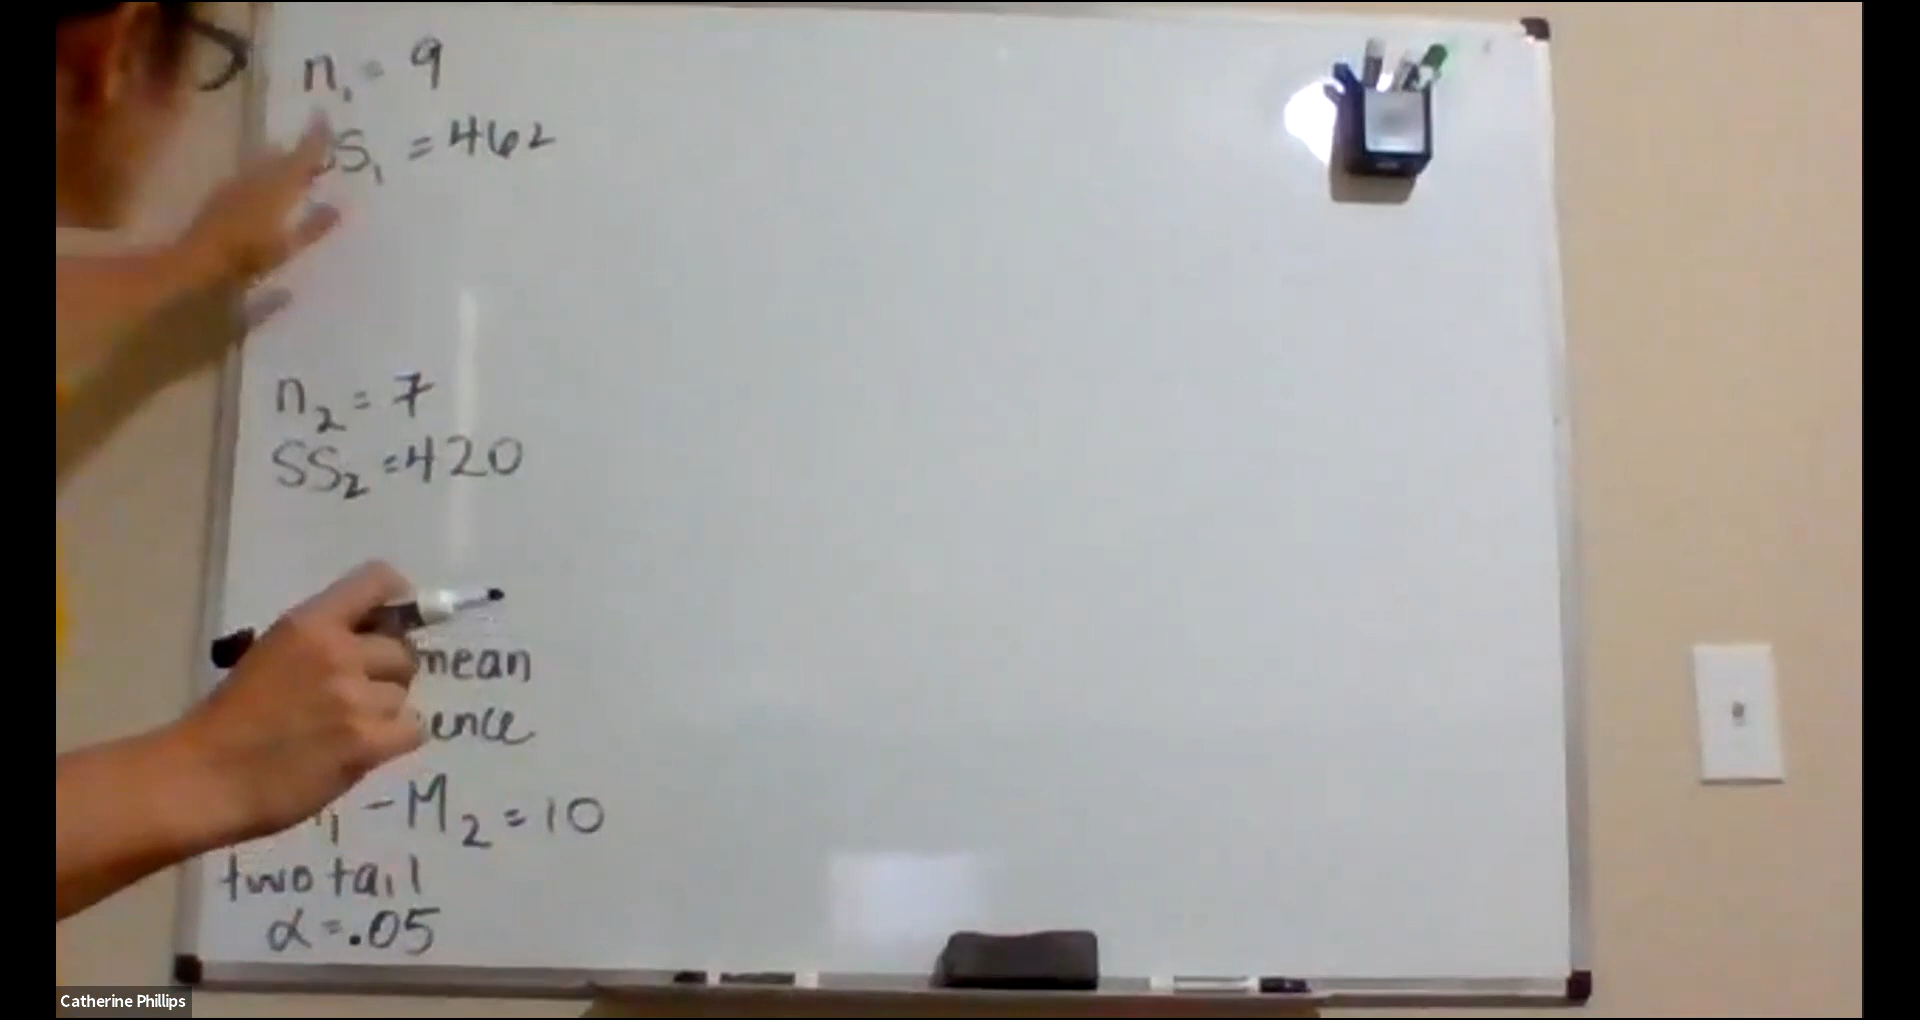 n₁ = 9
SS₁ = 462
n₂ = 7
SS₂ = 420
mean
ence
- M₂ = 10
two tail
α = .05
Catherine Phillips